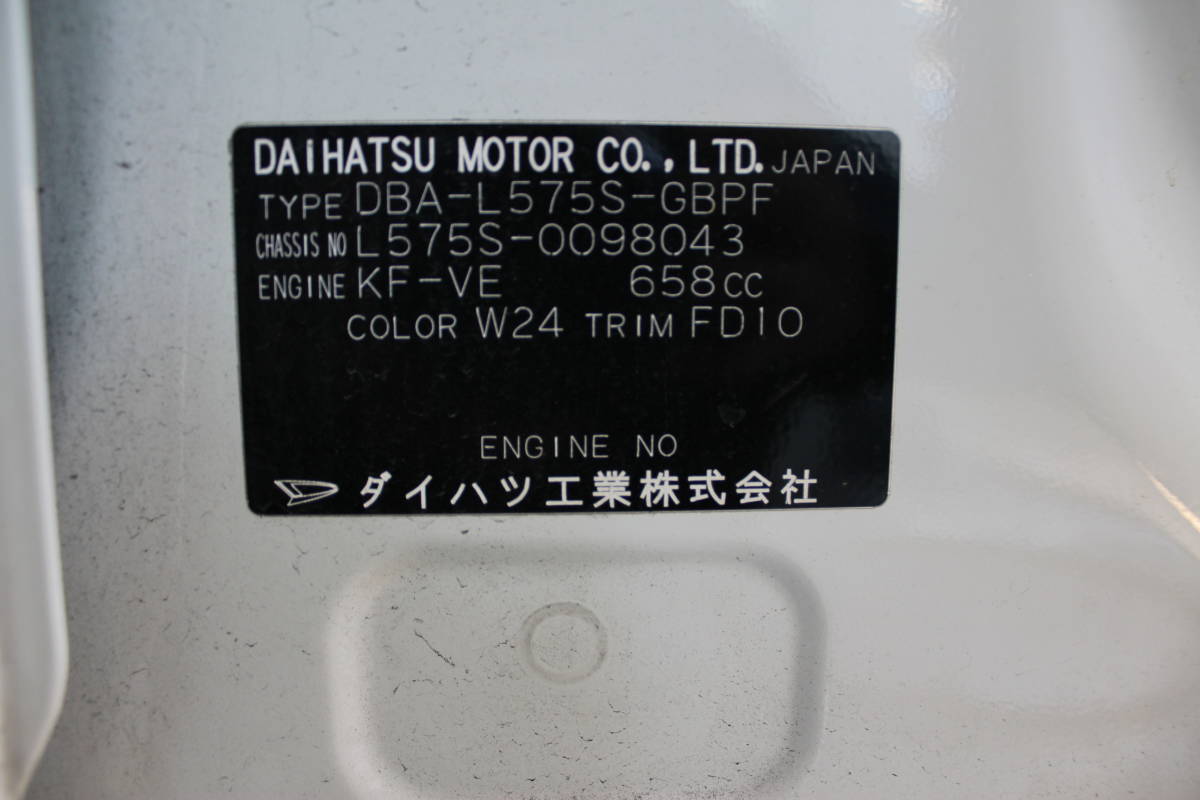 DAIHATSU MOTOR CO., LTD. JAPAN
TYPE DBA-L575S-GBPF
CHASSIS NO L575S-0098043
ENGINE KF-VE 658CC
COLOR W24 TRIM FD10
ENGINE NO
ダイハツ工業株式会社